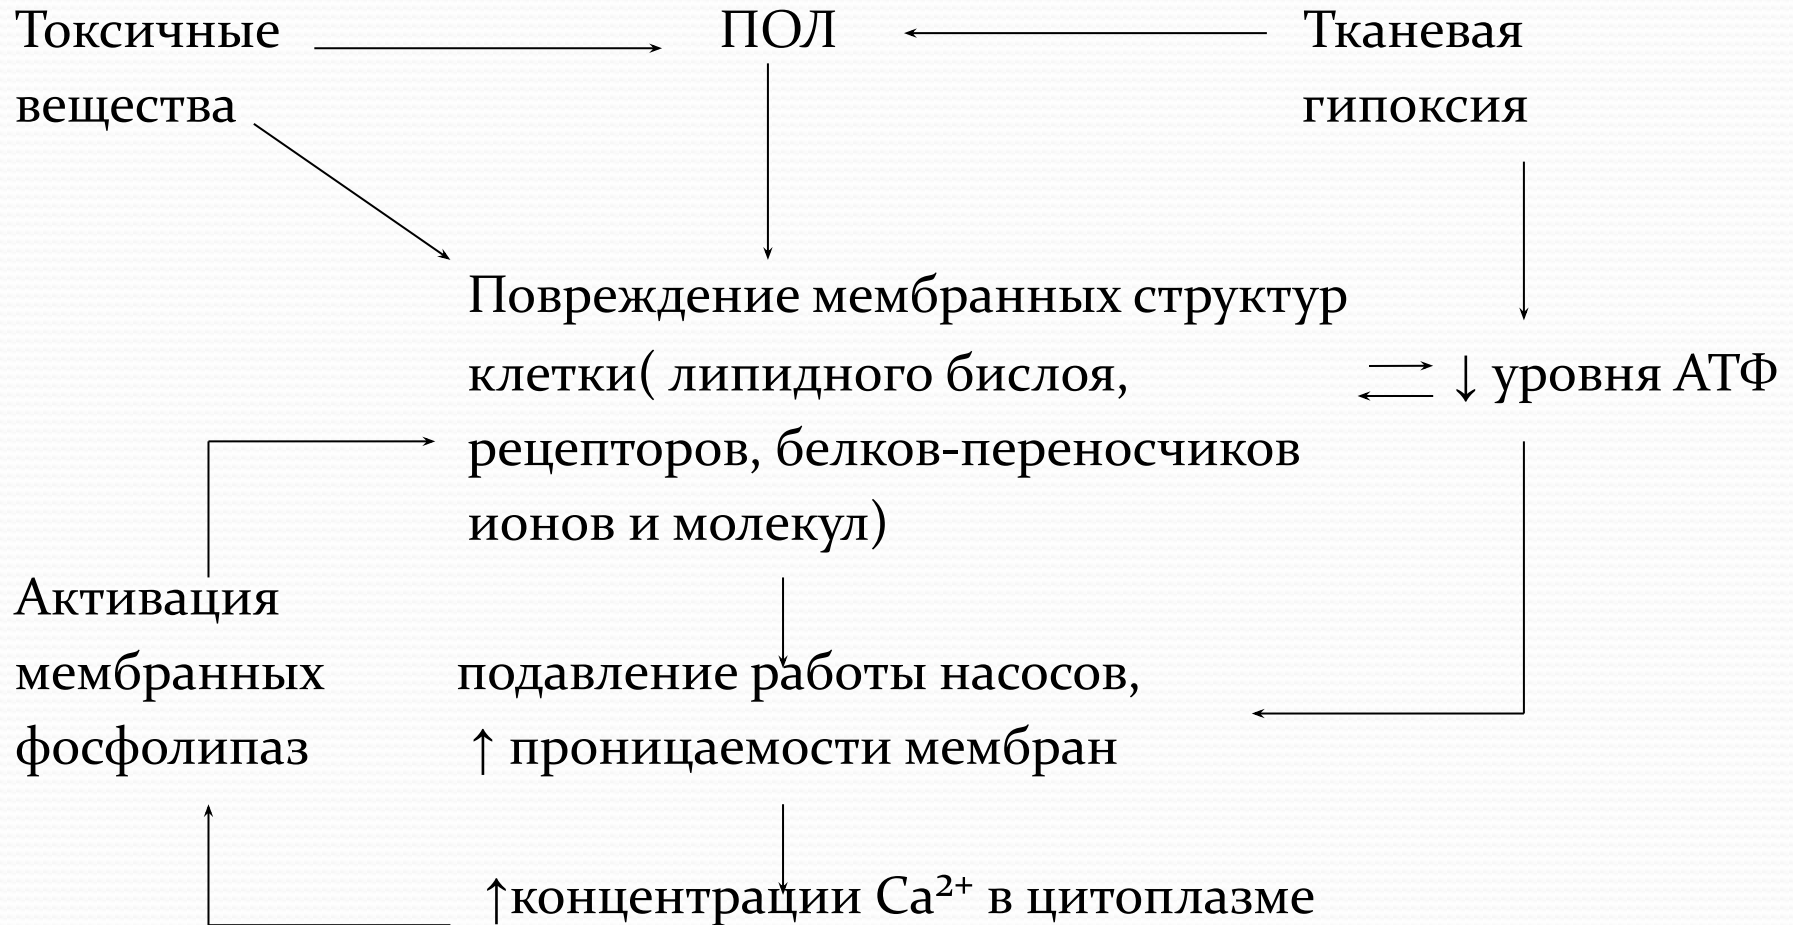 Токсичные
вещества
ПОЛ
Тканевая
гипоксия
Повреждение мембранных структур
клетки( липидного бислоя,
рецепторов, белков-переносчиков
ионов и молекул)
↓ уровня АТФ
Активация
мембранных
фосфолипаз
подавление работы насосов,
↑ проницаемости мембран
↑концентрации Са²⁺ в цитоплазме